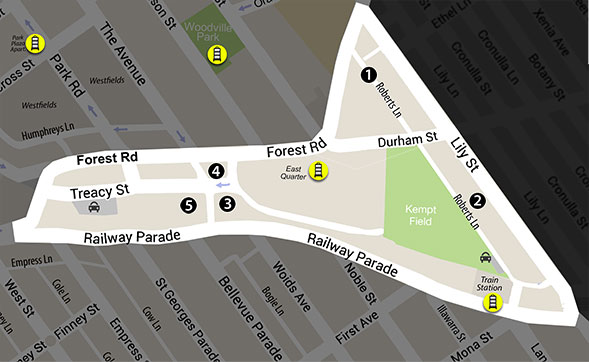 Park
Plaza
Apart
Cross St
Park Rd
The Avenue
Westfields
Westfields
Humphreys Ln
Woodville
Park
Forest Rd
Forest Rd
Durham St
Treacy St
Railway Parade
Railway Parade
East
Quarter
Kempt
Field
Train
Station
Roberts Ln
Roberts Ln
Lily St
1
2
3
4
5
Ethel Ln
Cronulla St
Cronulla Ln
Botany St
Xenia Ave
Lily Ln
Cronulla St
Empress Ln
West St
Cole Ln
Finney St
Empress
Cow Ln
St Georges Parade
Bellevue Parade
Bogie Ln
Woids Ave
Noble St
First Ave
Illawarra St
Mona St